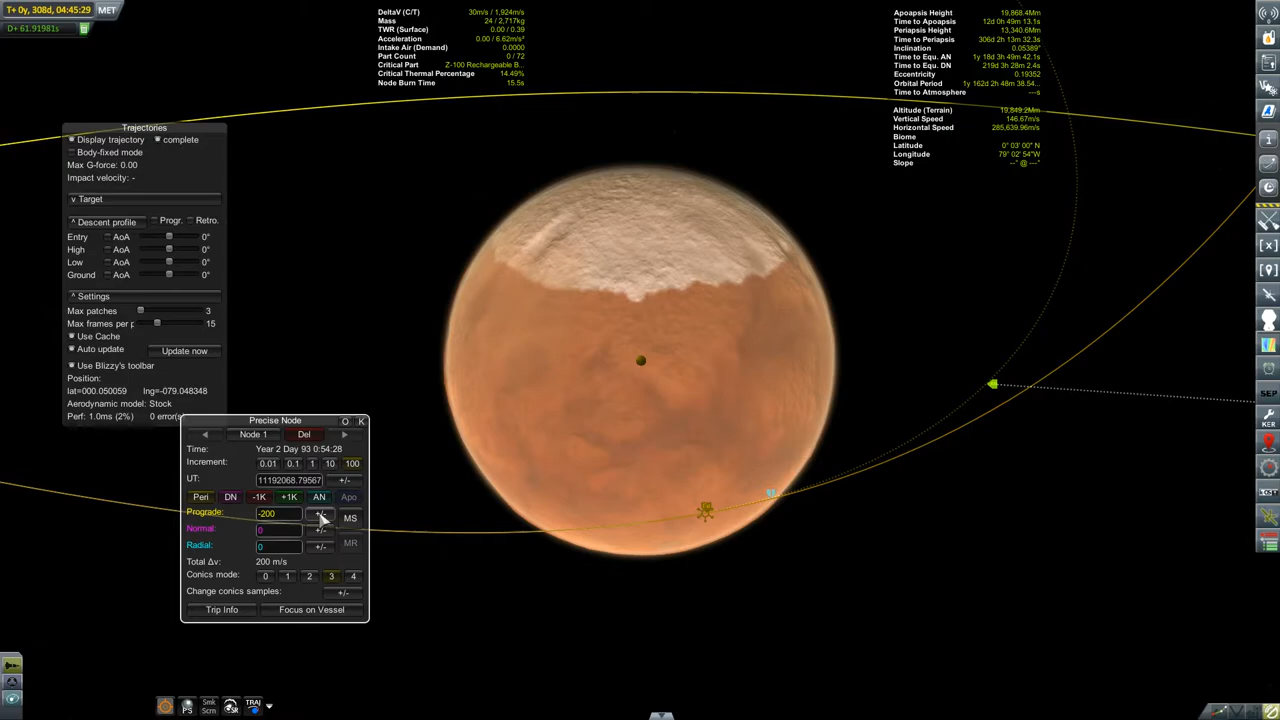 T+ 0y, 308d, 04:45:29 MET
D+ 61.91981s
DeltaV (C/T) 30m/s / 1,924m/s
Mass 24 / 2,717kg
TWR (Surface) 0.00 / 0.39
Acceleration 0.00 / 6.62m/s²
Intake Air (Demand) 0.0000
Part Count 0 / 72
Critical Part Z-100 Rechargeable B...
Critical Thermal Percentage 14.49%
Node Burn Time 15.5s
Apoapsis Height 19,868.4Mm
Time to Apoapsis 12d 0h 49m 13.1s
Periapsis Height 13,340.6Mm
Time to Periapsis 306d 2h 13m 32.3s
Inclination 0.05389°
Time to Equ. AN 1y 18d 3h 49m 42.1s
Time to Equ. DN 219d 3h 28m 2.4s
Eccentricity 0.19352
Orbital Period 1y 162d 2h 48m 38.54...
Time to Atmosphere ---s
Altitude (Terrain) 19,849.2Mm
Vertical Speed 146.67m/s
Horizontal Speed 285,639.96m/s
Biome
Latitude 0° 03' 00" N
Longitude 79° 02' 54"W
Slope --° @ ---°
Trajectories
Display trajectory complete
Body-fixed mode
Max G-force: 0.00
Impact velocity: -
v Target
^ Descent profile Progr. Retro.
Entry AoA 0°
High AoA 0°
Low AoA 0°
Ground AoA 0°
^ Settings
Max patches 3
Max frames per p 15
Use Cache
Auto update Update now
Use Blizzy's toolbar
Position:
lat=000.050059 lng=-079.048348
Aerodynamic model: Stock
Perf: 1.0ms (2%) 0 error(s)
Precise Node O K
Node 1 Del
Time: Year 2 Day 93 0:54:28
Increment: 0.01 0.1 1 10 100
UT: 11192068.79567 +/-
Peri DN -1K +1K AN Apo
Prograde: -200 +/- MS
Normal: 0 +/-
Radial: 0 +/- MR
Total Δv: 200 m/s
Conics mode: 0 1 2 3 4
Change conics samples: +/-
Trip Info Focus on Vessel
PS
Smk
Scrn
SR
TRAJ
[x]
SEP
KER